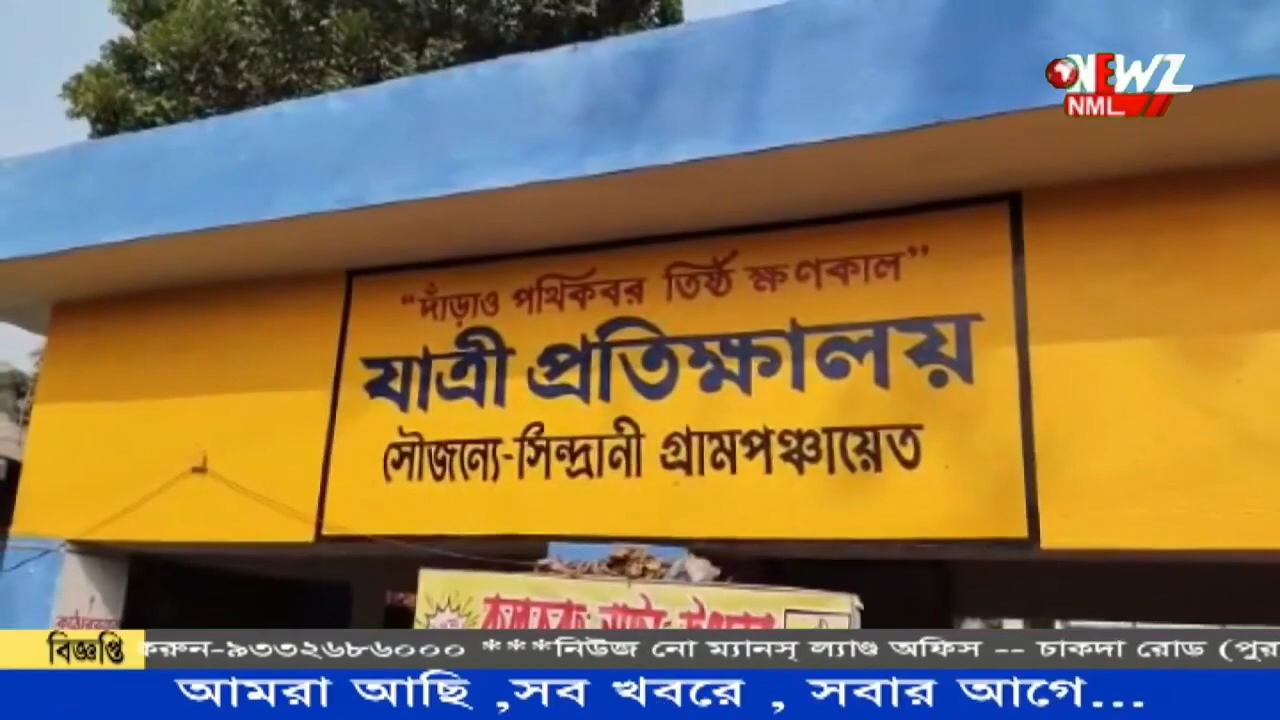 NEWZ
NML
“দাঁড়াও পথিকবর তিষ্ঠ ক্ষণকাল”
যাত্রী প্রতিক্ষালয়
সৌজন্যে-সিন্দ্রানী গ্রামপঞ্চায়েত
বিজ্ঞপ্তি
করুন-৯৩৩২৬৮৬০০০ ***নিউজ নো ম্যানস্ ল্যাণ্ড অফিস -- চাকদা রোড (পুর
আমরা আছি ,সব খবরে , সবার আগে...